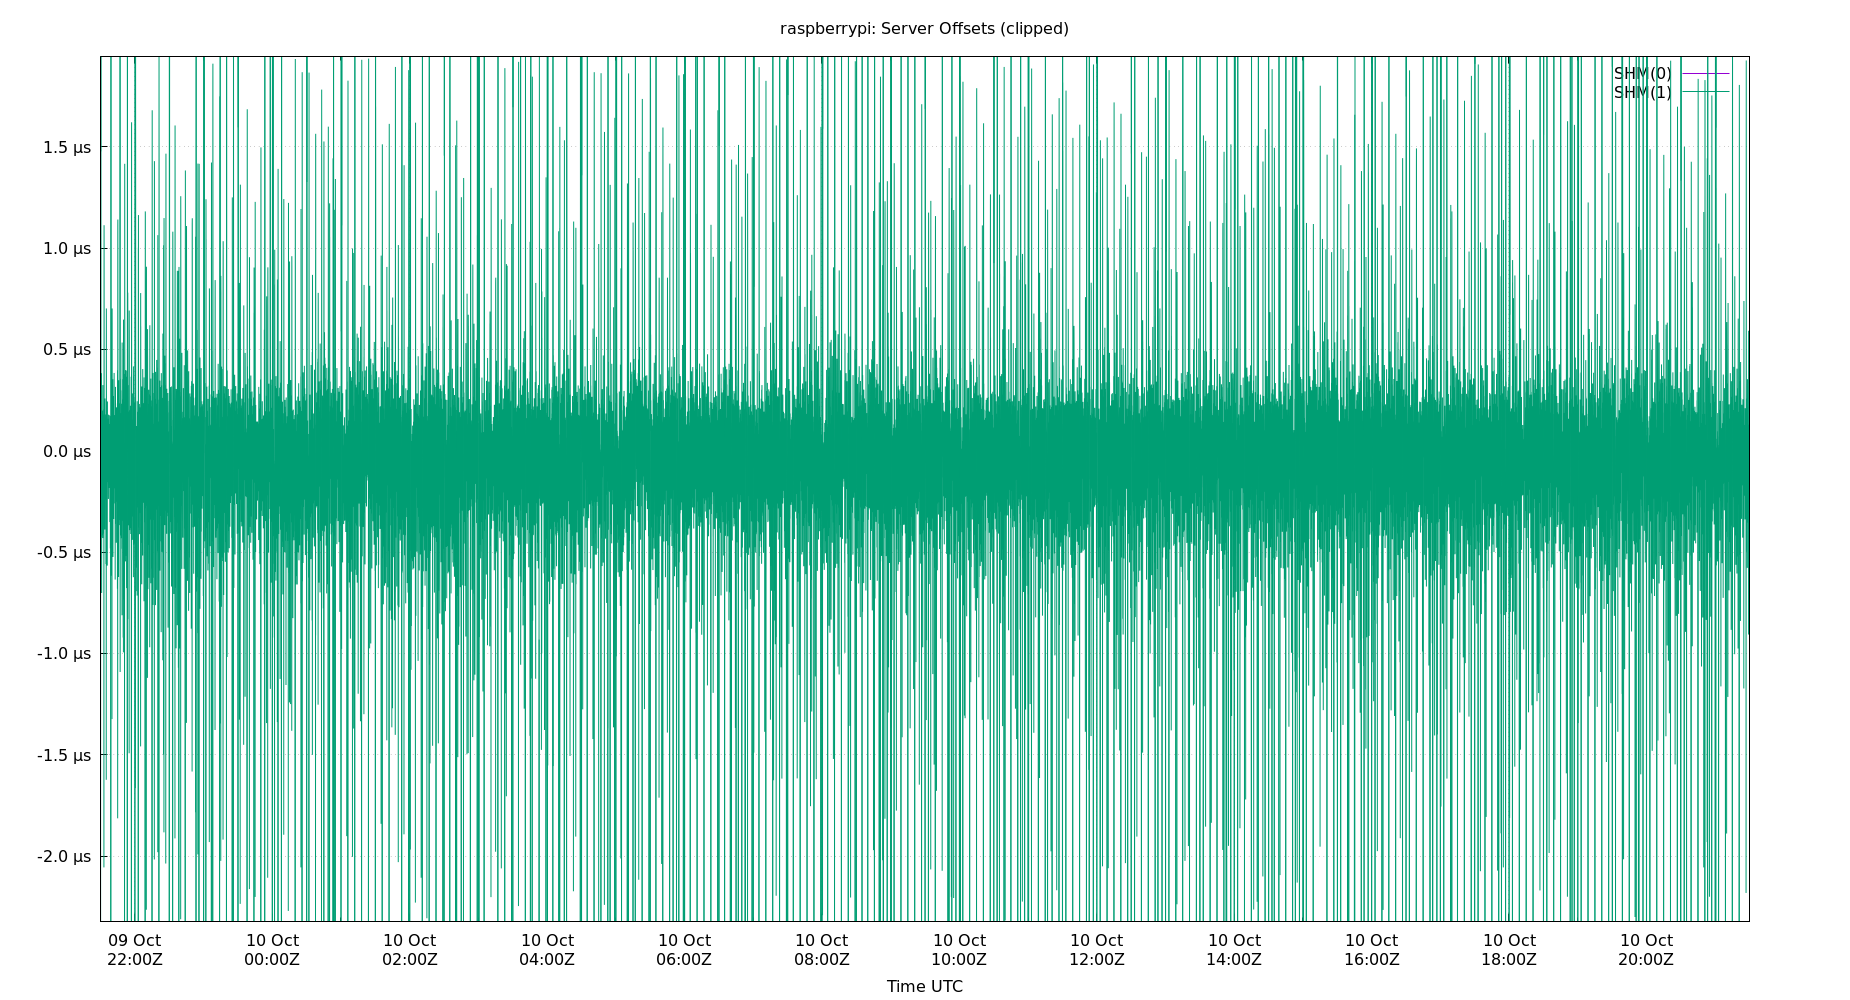 raspberrypi: Server Offsets (clipped)
SHM(0)
SHM(1)
1.5 µs
1.0 µs
0.5 µs
0.0 µs
-0.5 µs
-1.0 µs
-1.5 µs
-2.0 µs
09 Oct 10 Oct 10 Oct 10 Oct 10 Oct 10 Oct 10 Oct 10 Oct 10 Oct 10 Oct 10 Oct 10 Oct
22:00Z 00:00Z 02:00Z 04:00Z 06:00Z 08:00Z 10:00Z 12:00Z 14:00Z 16:00Z 18:00Z 20:00Z
Time UTC